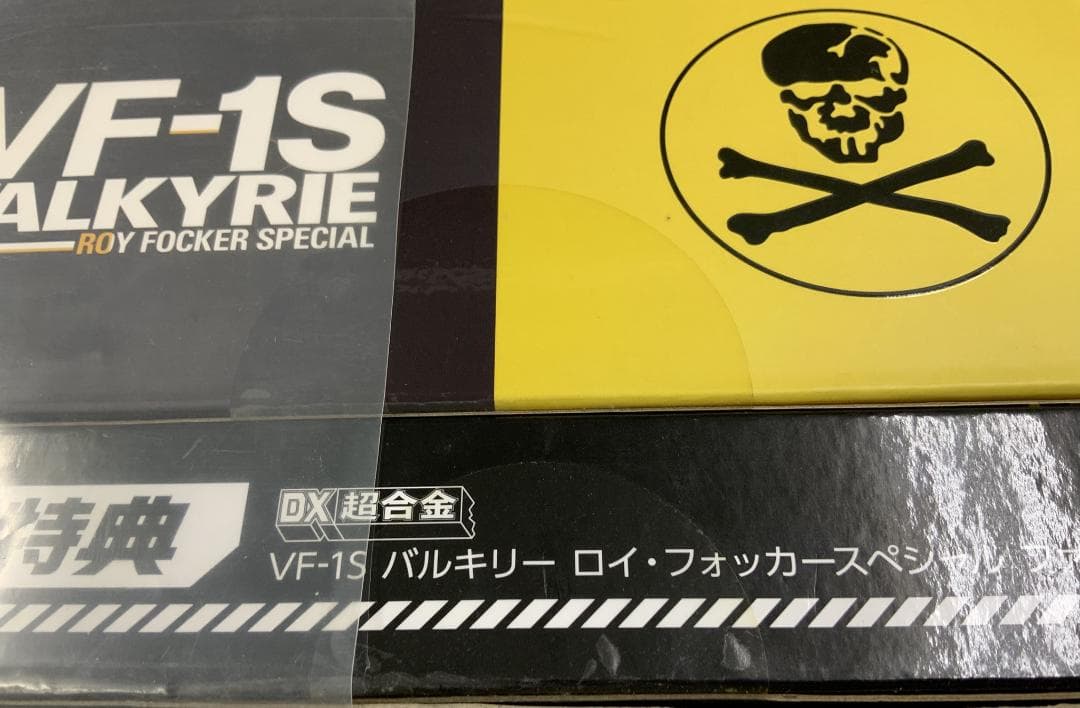 VF-1S
VALKYRIE
ROY FOCKER SPECIAL
特典
DX 超合金
VF-1S バルキリー ロイ・フォッカースペシャル